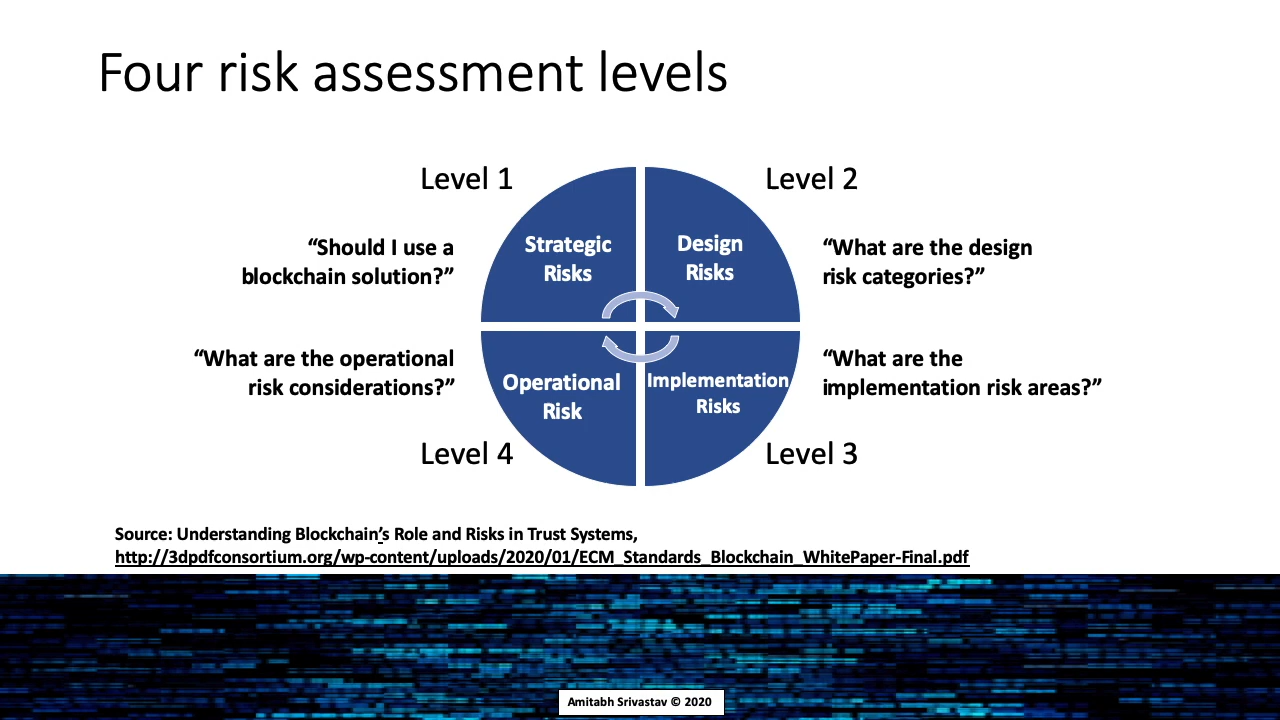 Four risk assessment levels
Level 1
Level 2
“Should I use a
blockchain solution?”
Strategic
Risks
Design
Risks
“What are the design
risk categories?”
“What are the operational
risk considerations?”
Operational
Risk
Implementation
Risks
“What are the
implementation risk areas?”
Level 4
Level 3
Source: Understanding Blockchain’s Role and Risks in Trust Systems,
http://3dpdfconsortium.org/wp-content/uploads/2020/01/ECM_Standards_Blockchain_WhitePaper-Final.pdf
Amitabh Srivastav © 2020